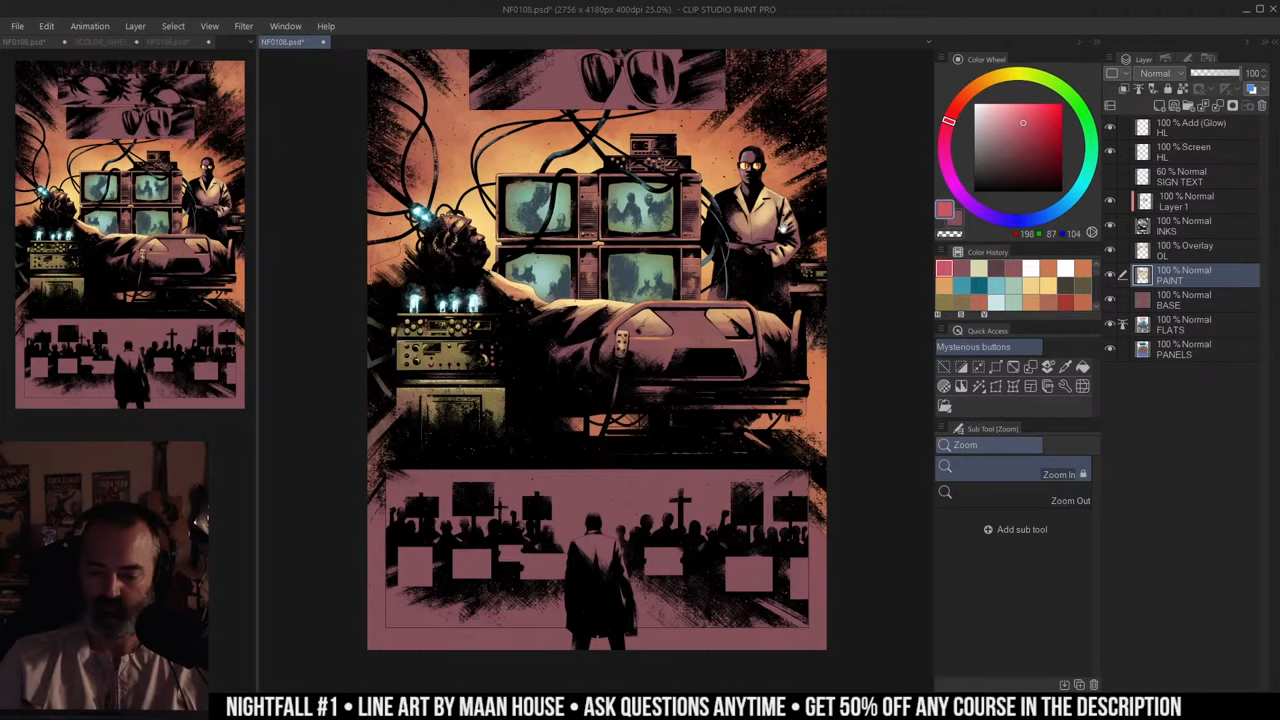 NF0108.psd* (2756 x 4180px 400dpi 25.0%) - CLIP STUDIO PAINT PRO
File Edit Animation Layer Select View Filter Window Help
NF0108.psd* NF0106.psd* NF0108.psd*
Color Wheel
Layer
Normal 100
100 % Add (Glow)
HL
100 % Screen
HL
60 % Normal
SIGN TEXT
100 % Normal
Layer 1
100 % Normal
INKS
100 % Overlay
OL
100 % Normal
PAINT
100 % Normal
BASE
100 % Normal
FLATS
100 % Normal
PANELS
198 87 104
Color History
H S V
Quick Access
Mysterious buttons
Sub Tool (Zoom)
Zoom
Zoom In
Zoom Out
Add sub tool
NIGHTFALL #1 • LINE ART BY MAAN HOUSE • ASK QUESTIONS ANYTIME • GET 50% OFF ANY COURSE IN THE DESCRIPTION